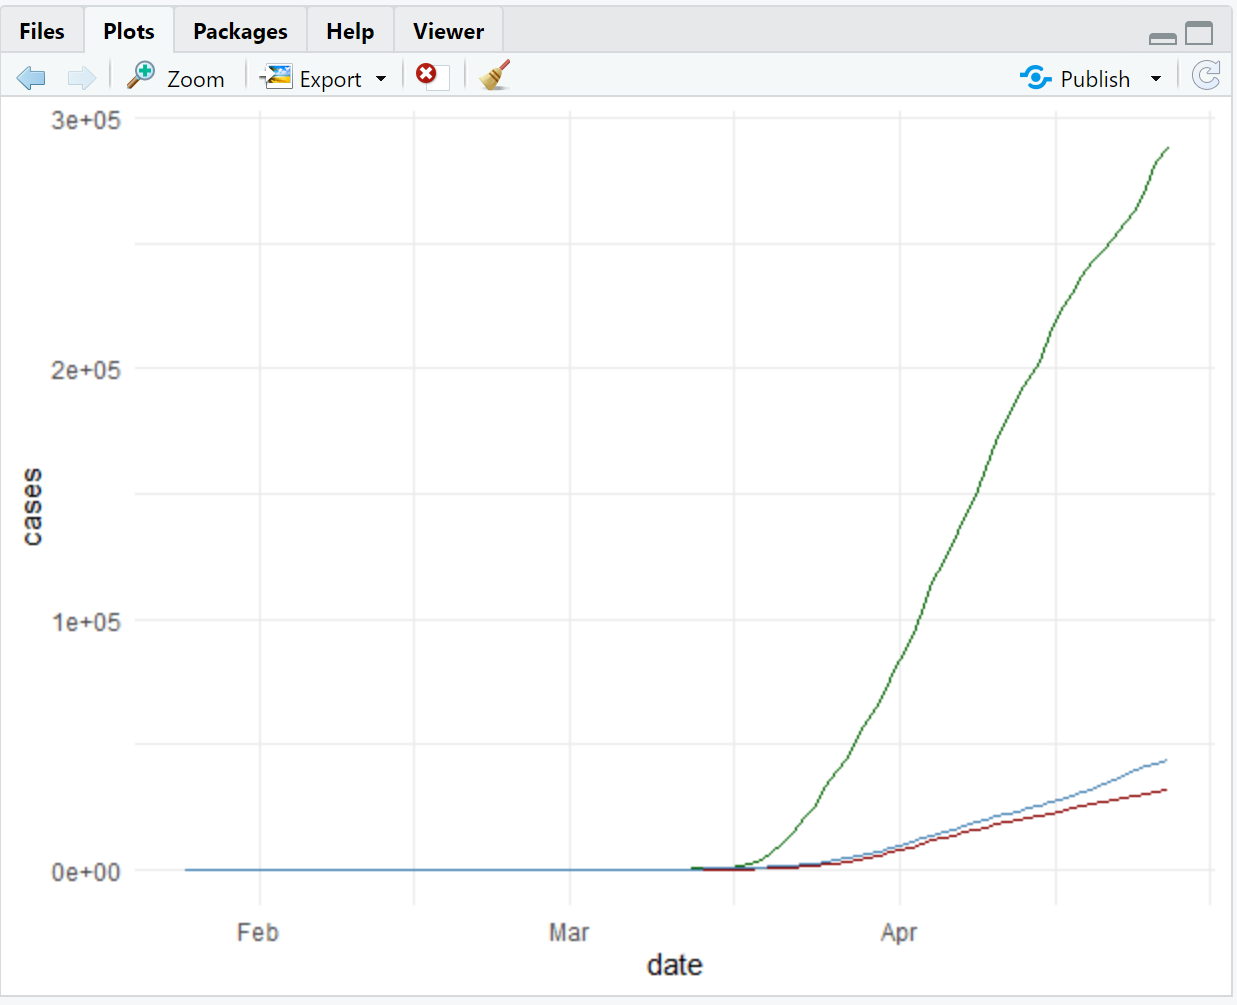 Files Plots Packages Help Viewer
Zoom Export Publish
3e+05
2e+05
cases
1e+05
0e+00
Feb Mar Apr
date